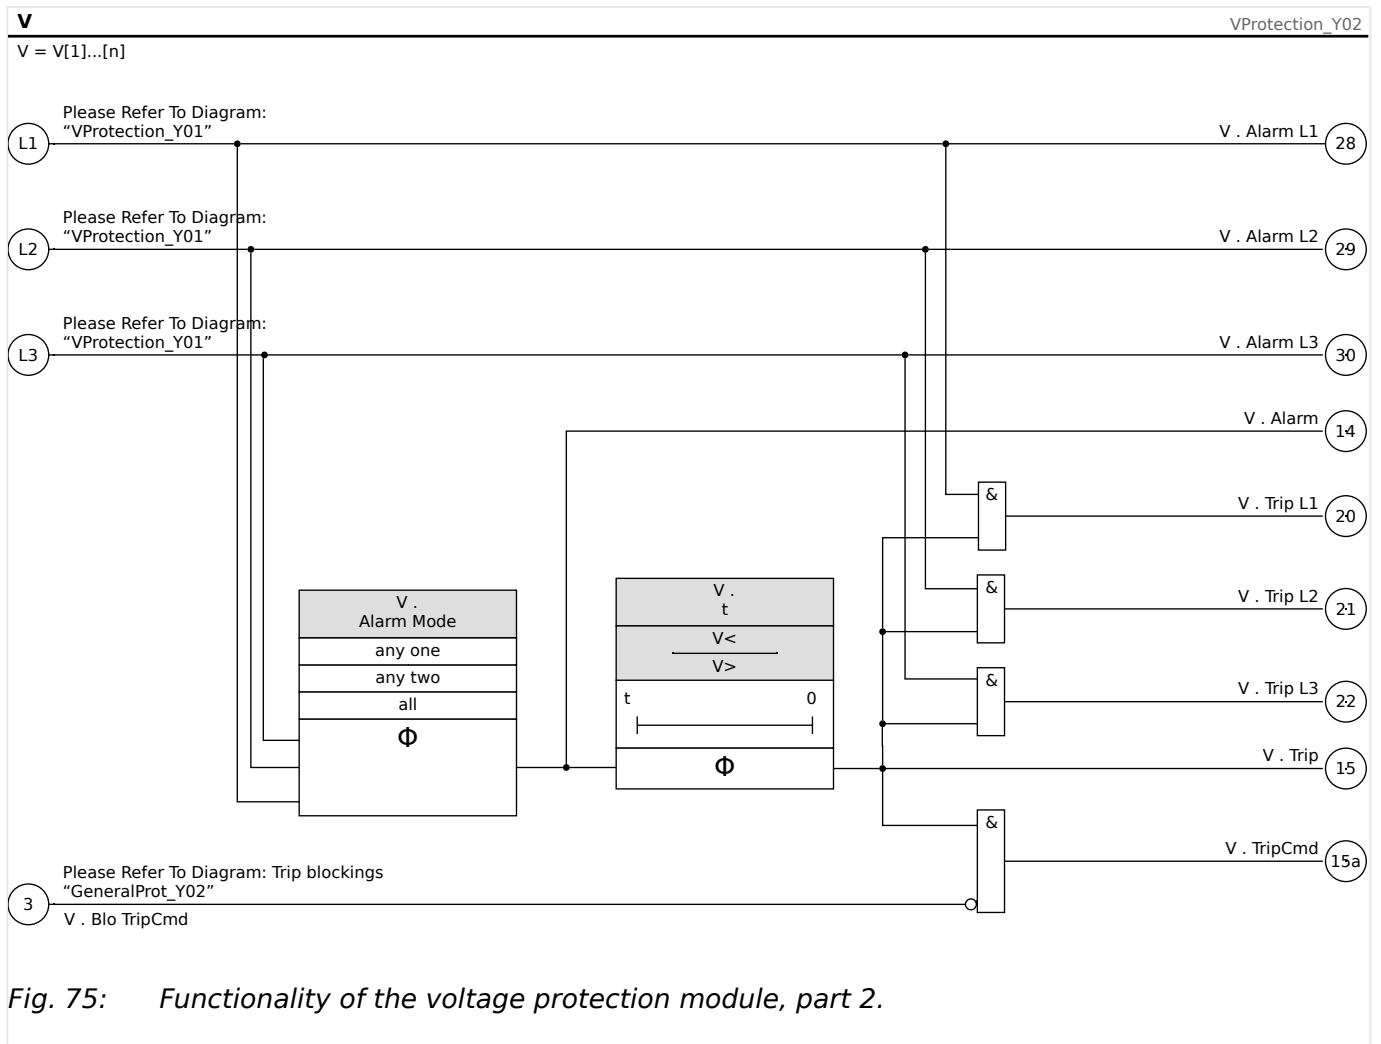 V
VProtection_Y02
V = V[1]...[n]
Please Refer To Diagram:
“VProtection_Y01”
L1
V . Alarm L1
28
Please Refer To Diagram:
“VProtection_Y01”
L2
V . Alarm L2
29
Please Refer To Diagram:
“VProtection_Y01”
L3
V . Alarm L3
30
V . Alarm
14
&
V . Trip L1
20
&
V . Trip L2
21
&
V . Trip L3
22
V .
Alarm Mode
any one
any two
all
Φ
V .
t
V<
V>
t 0
Φ
V . Trip
15
&
V . TripCmd
15a
Please Refer To Diagram: Trip blockings
“GeneralProt_Y02”
3
V . Blo TripCmd
Fig. 75: Functionality of the voltage protection module, part 2.